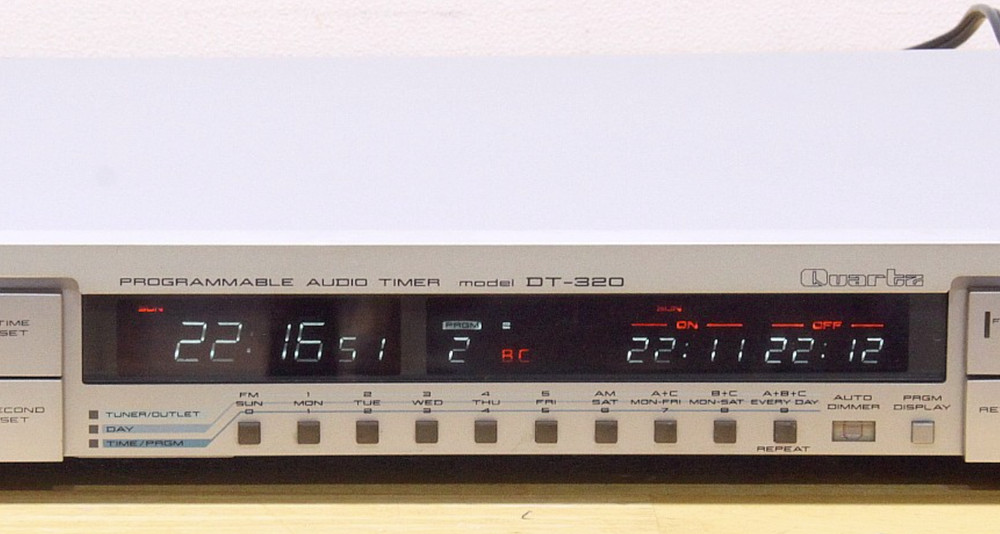 PROGRAMMABLE AUDIO TIMER model DT-320 Quartz
SUN
22:16 51
PRGM 2
2 BC
ON OFF
22:11 22:12
TIME
SET
SECOND
SET
FM 1 2 3 4 5 AM A+C B+C A+B+C
SUN MON TUE WED THU FRI SAT MON-FRI MON-SAT EVERY DAY
0 1 2 3 4 5 6 7 8 9
TUNER/OUTLET
DAY
TIME/PRGM
REPEAT
AUTO
DIMMER
PRGM
DISPLAY
RE